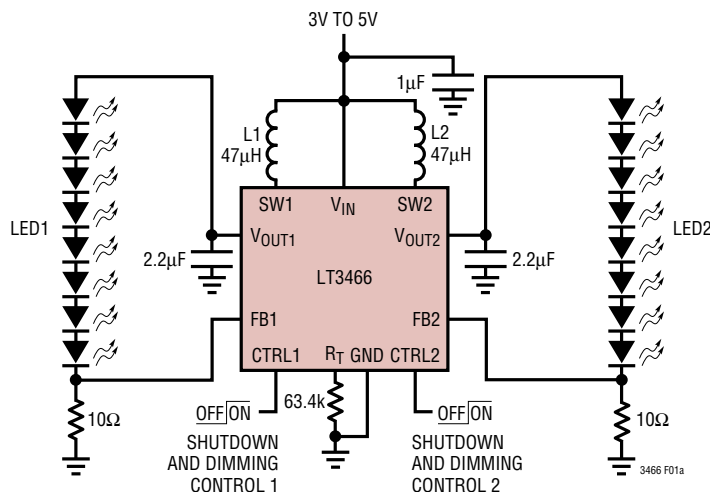 3V TO 5V
1µF
L1
47µH
L2
47µH
SW1
VIN
SW2
LED1
VOUT1
VOUT2
LED2
2.2µF
LT3466
2.2µF
FB1
FB2
CTRL1
RT
GND
CTRL2
10Ω
OFF ON
63.4k
OFF ON
10Ω
SHUTDOWN
AND DIMMING
CONTROL 1
SHUTDOWN
AND DIMMING
CONTROL 2
3466 F01a